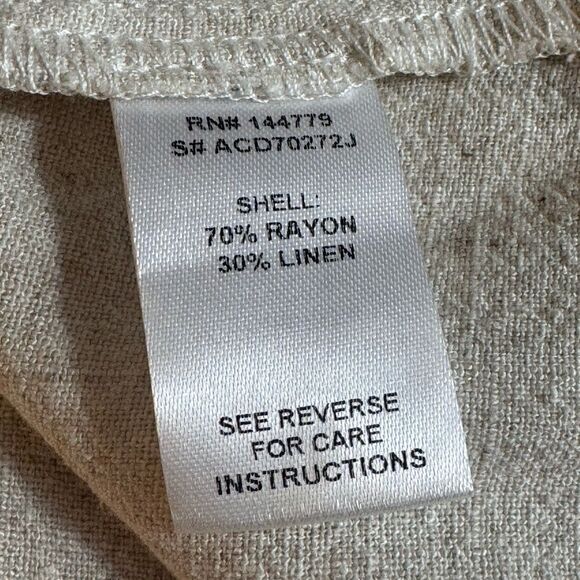 RN# 144779
S# ACD70272J
SHELL:
70% RAYON
30% LINEN
SEE REVERSE
FOR CARE
INSTRUCTIONS